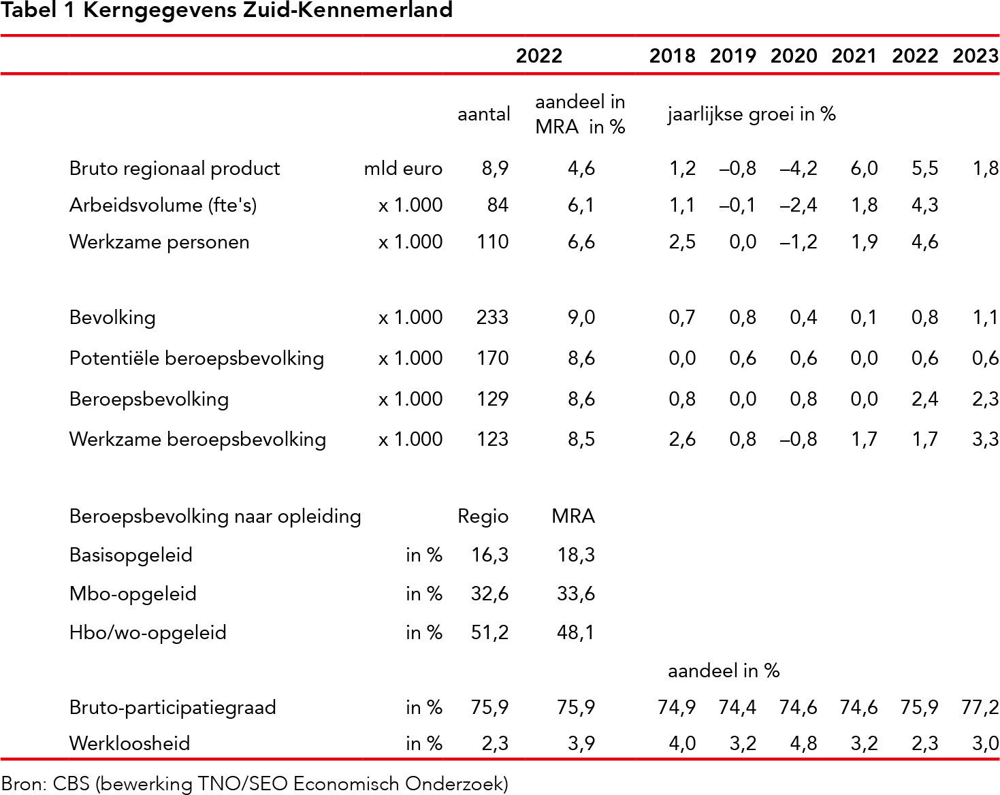 Tabel 1 Kerngegevens Zuid-Kennemerland
2022 2018 2019 2020 2021 2022 2023
aantal aandeel in MRA in % jaarlijkse groei in %
Bruto regionaal product mld euro 8,9 4,6 1,2 –0,8 –4,2 6,0 5,5 1,8
Arbeidsvolume (fte's) x 1.000 84 6,1 1,1 –0,1 –2,4 1,8 4,3
Werkzame personen x 1.000 110 6,6 2,5 0,0 –1,2 1,9 4,6
Bevolking x 1.000 233 9,0 0,7 0,8 0,4 0,1 0,8 1,1
Potentiële beroepsbevolking x 1.000 170 8,6 0,0 0,6 0,6 0,0 0,6 0,6
Beroepsbevolking x 1.000 129 8,6 0,8 0,0 0,8 0,0 2,4 2,3
Werkzame beroepsbevolking x 1.000 123 8,5 2,6 0,8 –0,8 1,7 1,7 3,3
Beroepsbevolking naar opleiding Regio MRA
Basisopgeleid in % 16,3 18,3
Mbo-opgeleid in % 32,6 33,6
Hbo/wo-opgeleid in % 51,2 48,1
aandeel in %
Bruto-participatiegraad in % 75,9 75,9 74,9 74,4 74,6 74,6 75,9 77,2
Werkloosheid in % 2,3 3,9 4,0 3,2 4,8 3,2 2,3 3,0
Bron: CBS (bewerking TNO/SEO Economisch Onderzoek)